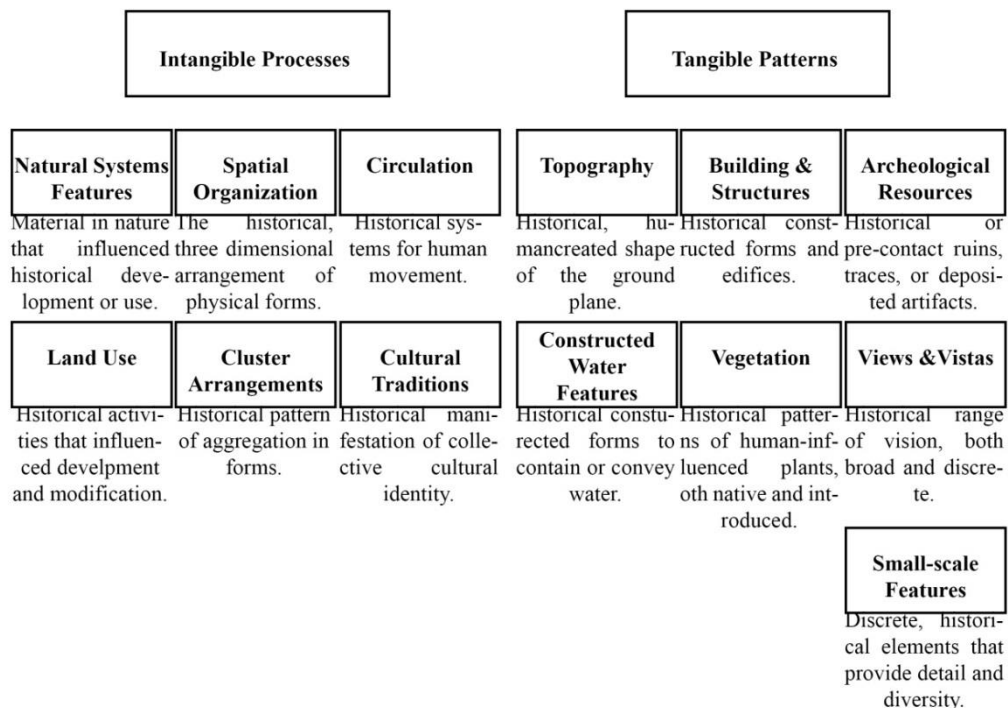 Intangible Processes
Tangible Patterns
Natural Systems
Features
Material in nature
that influenced
historical deve-
lopment or use.
Spatial
Organization
The historical,
three dimensional
arrangement of
physical forms.
Circulation
Historical sys-
tems for human
movement.
Topography
Historical, hu-
mancreated shape
of the ground
plane.
Building &
Structures
Historical const-
ructed forms and
edifices.
Archeological
Resources
Historical or
pre-contact ruins,
traces, or deposi-
ted artifacts.
Land Use
Hsitorical activi-
ties that influen-
ced develpment
and modification.
Cluster
Arrangements
Historical pattern
of aggregation in
forms.
Cultural
Traditions
Historical mani-
festation of colle-
ctive cultural
identity.
Constructed
Water
Features
Historical constu-
rected forms to
contain or convey
water.
Vegetation
Historical patter-
ns of human-inf-
luenced plants,
oth native and int-
roduced.
Views &Vistas
Historical range
of vision, both
broad and discre-
te.
Small-scale
Features
Discrete, histori-
cal elements that
provide detail and
diversity.